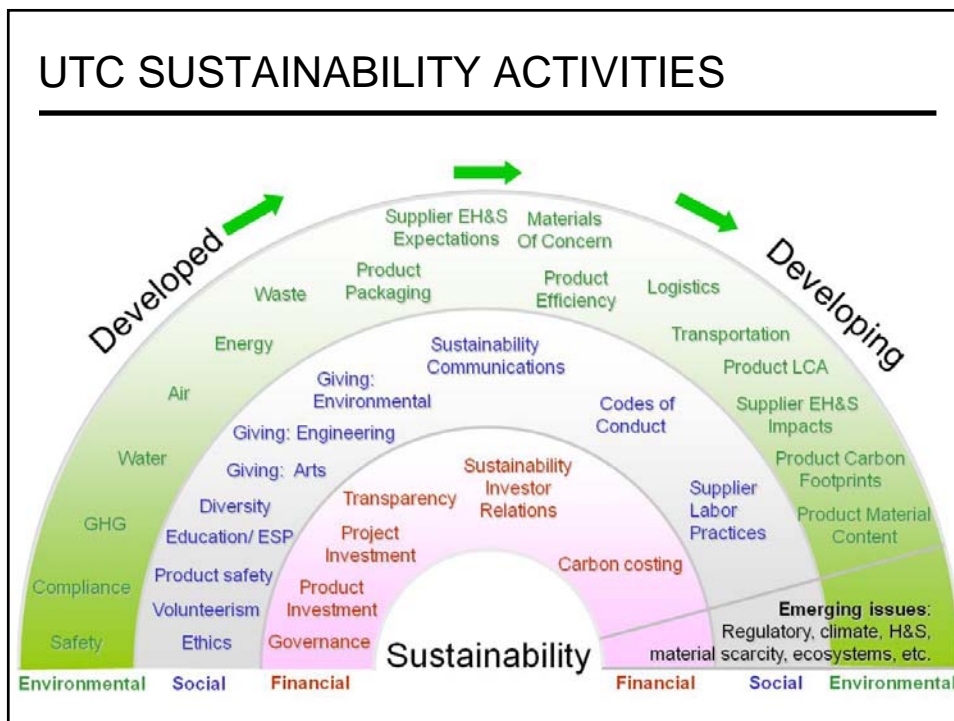 UTC SUSTAINABILITY ACTIVITIES
Developed
Developing
Supplier EH&S
Expectations
Materials
Of Concern
Product
Packaging
Product
Efficiency
Waste
Logistics
Energy
Transportation
Air
Product LCA
Water
Supplier EH&S
Impacts
GHG
Product Carbon
Footprints
Compliance
Product Material
Content
Safety
Sustainability
Communications
Giving:
Environmental
Codes of
Conduct
Giving: Engineering
Giving: Arts
Diversity
Supplier
Labor
Practices
Education/ ESP
Product safety
Volunteerism
Ethics
Sustainability
Investor
Relations
Transparency
Project
Investment
Carbon costing
Product
Investment
Governance
Sustainability
Emerging issues:
Regulatory, climate, H&S,
material scarcity, ecosystems, etc.
Environmental Social Financial Financial Social Environmental